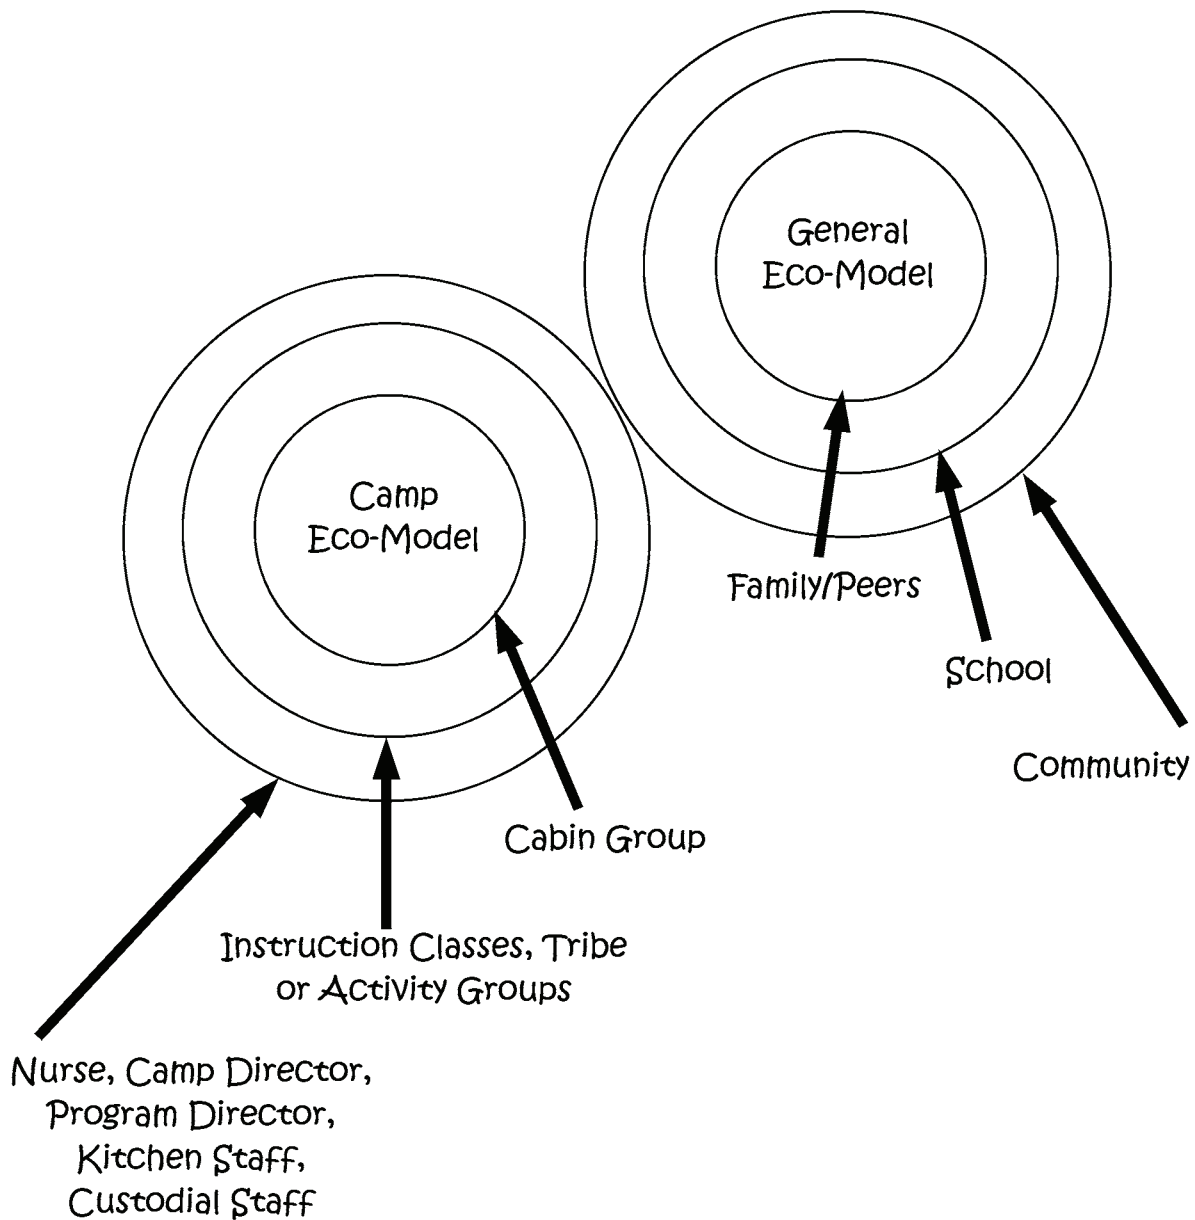 General
Eco-Model
Camp
Eco-Model
Family/Peers
School
Community
Cabin Group
Instruction Classes, Tribe
or Activity Groups
Nurse, Camp Director,
Program Director,
Kitchen Staff,
Custodial Staff